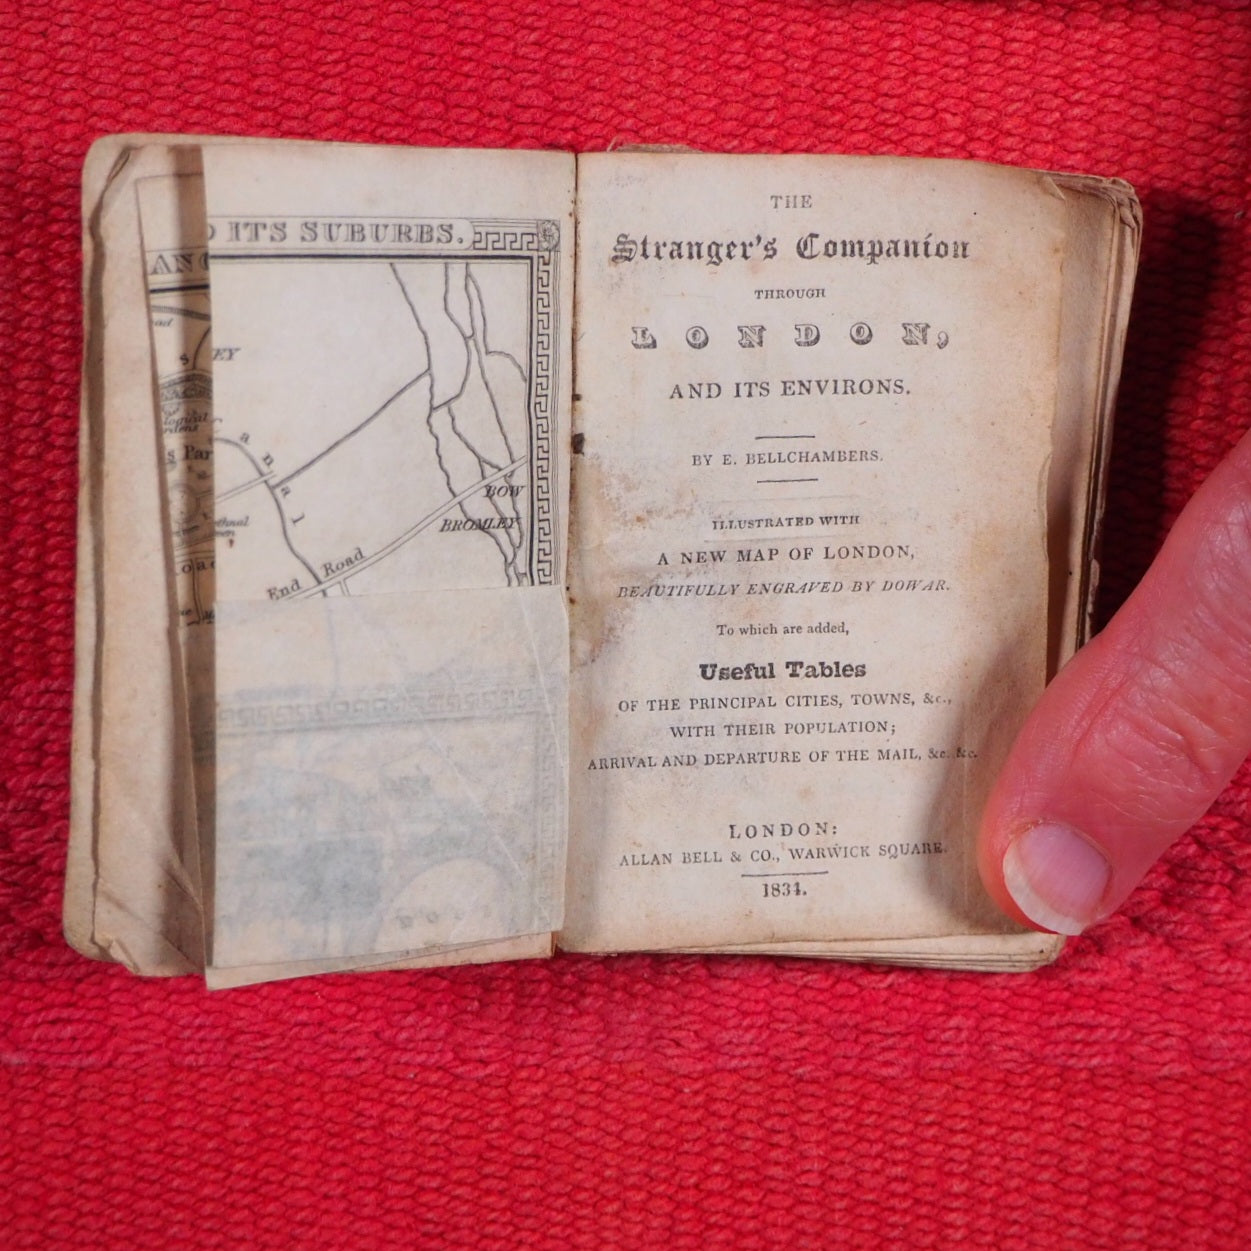 ITS SUBURBS.
EY
s Par
a
n
a
l
BOW
BROMLEY
End Road
THE
Stranger's Companion
THROUGH
LONDON,
AND ITS ENVIRONS.
BY E. BELLCHAMBERS.
ILLUSTRATED WITH
A NEW MAP OF LONDON,
BEAUTIFULLY ENGRAVED BY DOWAR.
To which are added,
Useful Tables
OF THE PRINCIPAL CITIES, TOWNS, &c.,
WITH THEIR POPULATION;
ARRIVAL AND DEPARTURE OF THE MAIL, &c. &c.
LONDON:
ALLAN BELL & CO., WARWICK SQUARE.
1834.